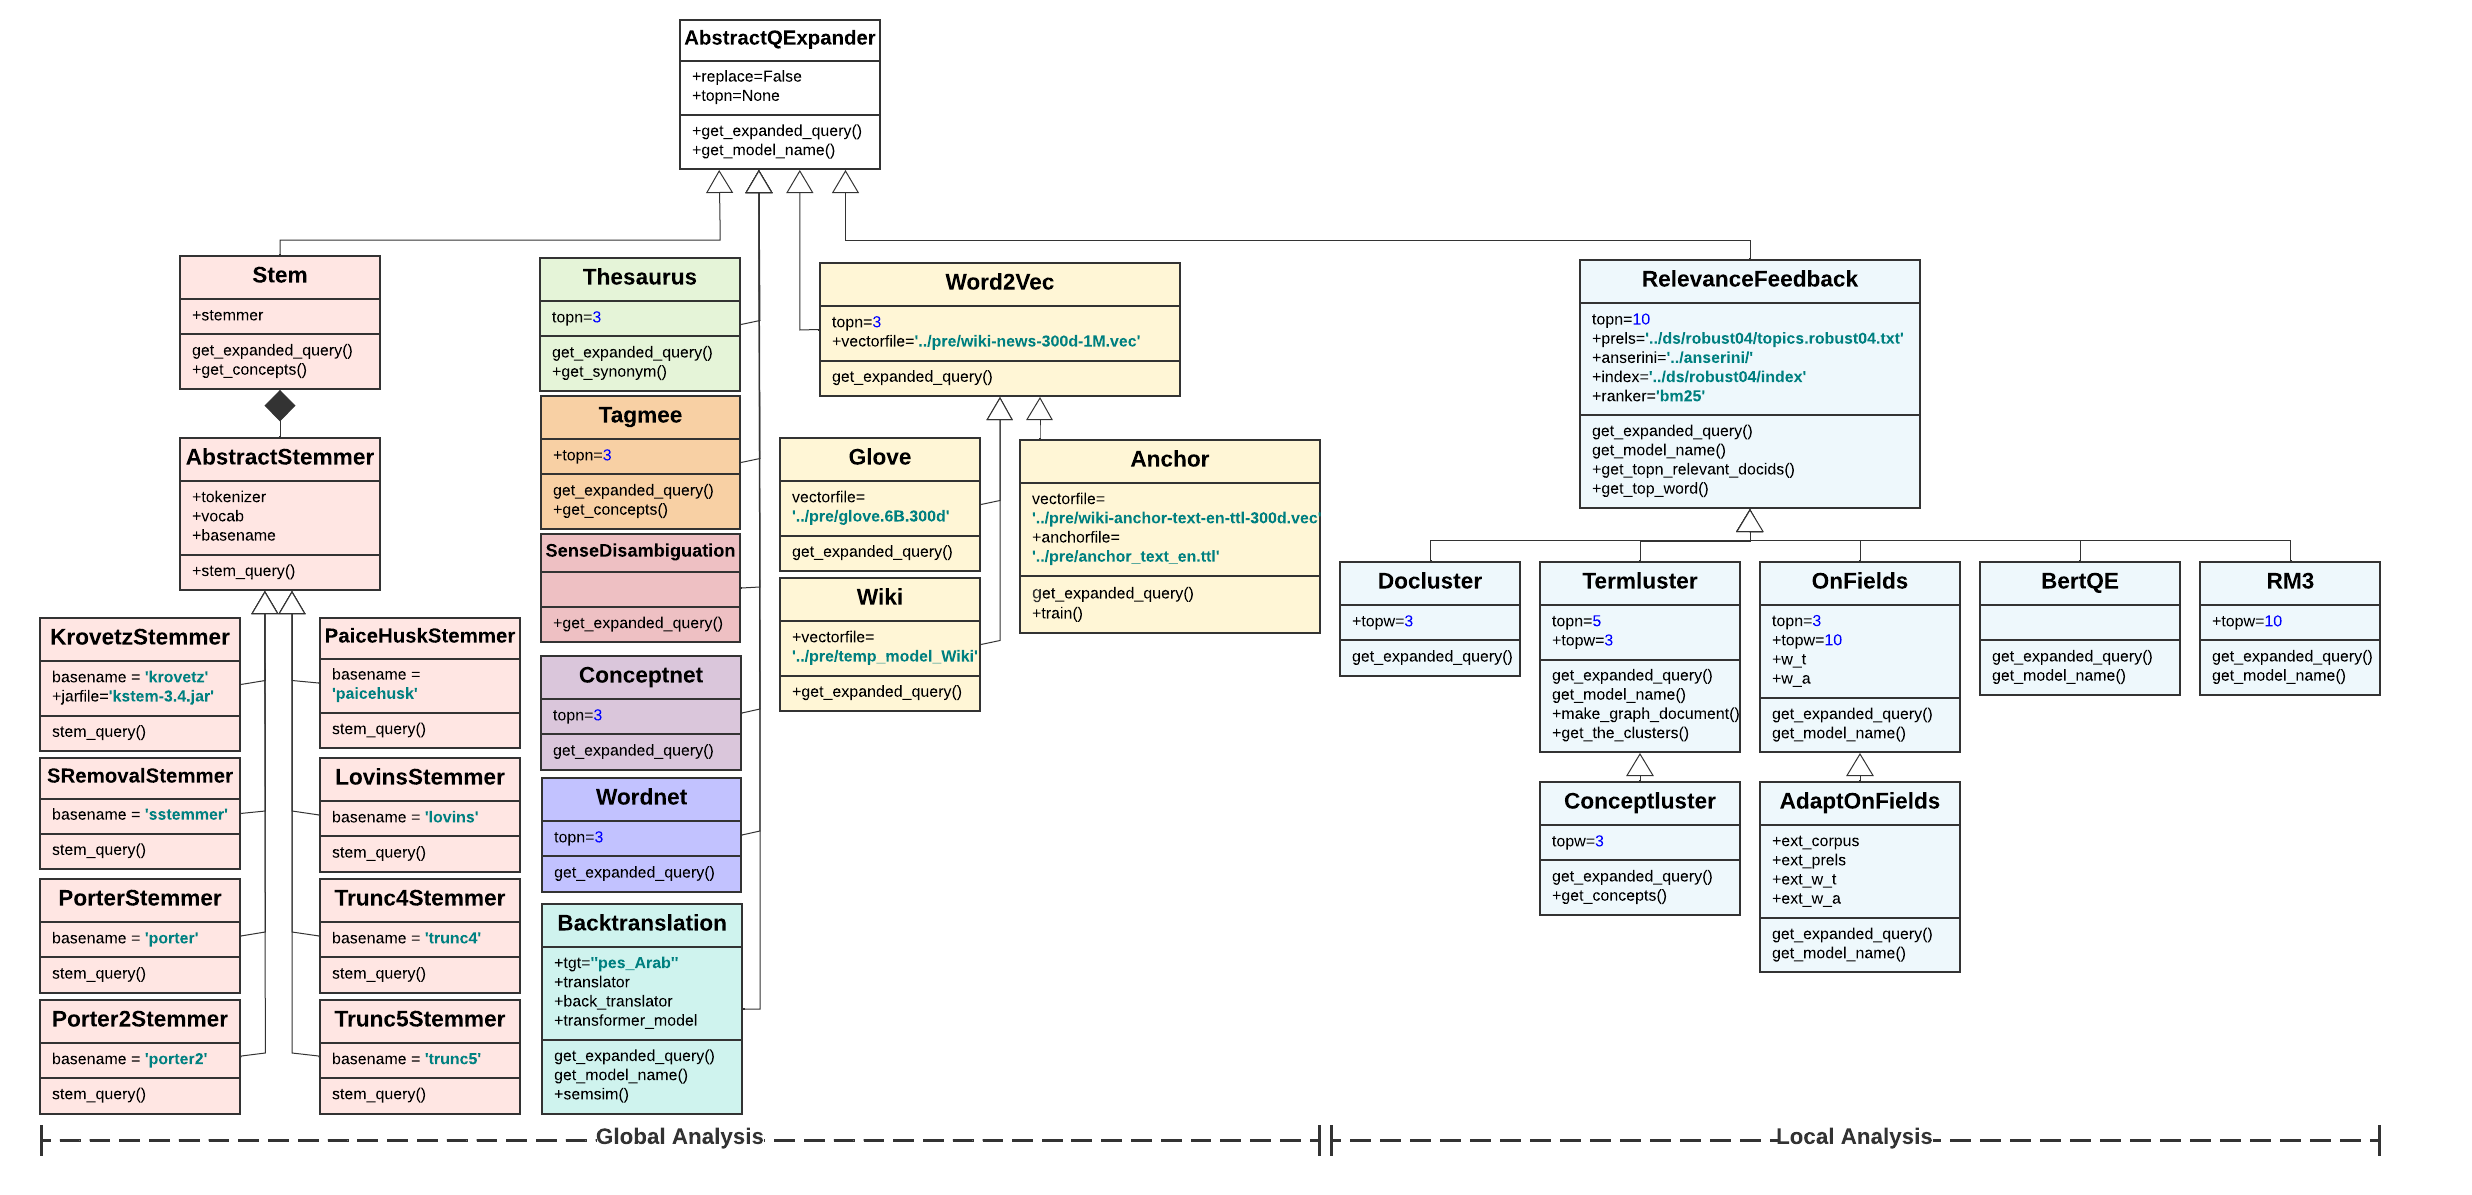 AbstractQExpander
+replace=False
+topn=None
+get_expanded_query()
+get_model_name()
Stem
+stemmer
get_expanded_query()
+get_concepts()
AbstractStemmer
+tokenizer
+vocab
+basename
+stem_query()
KrovetzStemmer
basename = 'krovetz'
+jarfile='kstem-3.4.jar'
stem_query()
PaiceHuskStemmer
basename =
'paicehusk'
stem_query()
SRemovalStemmer
basename = 'sstemmer'
stem_query()
LovinsStemmer
basename = 'lovins'
stem_query()
PorterStemmer
basename = 'porter'
stem_query()
Trunc4Stemmer
basename = 'trunc4'
stem_query()
Porter2Stemmer
basename = 'porter2'
stem_query()
Trunc5Stemmer
basename = 'trunc5'
stem_query()
Thesaurus
topn=3
get_expanded_query()
+get_synonym()
Tagmee
+topn=3
get_expanded_query()
+get_concepts()
SenseDisambiguation
+get_expanded_query()
Conceptnet
topn=3
get_expanded_query()
Wordnet
topn=3
get_expanded_query()
Backtranslation
+tgt="pes_Arab"
+translator
+back_translator
+transformer_model
get_expanded_query()
get_model_name()
+semsim()
Word2Vec
topn=3
+vectorfile='../pre/wiki-news-300d-1M.vec'
get_expanded_query()
Glove
vectorfile=
'../pre/glove.6B.300d'
get_expanded_query()
Wiki
+vectorfile=
'../pre/temp_model_Wiki'
+get_expanded_query()
Anchor
vectorfile=
'../pre/wiki-anchor-text-en-ttl-300d.vec'
+anchorfile=
'../pre/anchor_text_en.ttl'
get_expanded_query()
+train()
RelevanceFeedback
topn=10
+prels='../ds/robust04/topics.robust04.txt'
+anserini='../anserini/'
+index='../ds/robust04/index'
+ranker='bm25'
get_expanded_query()
get_model_name()
+get_topn_relevant_docids()
+get_top_word()
Docluster
+topw=3
get_expanded_query()
Termluster
topn=5
+topw=3
get_expanded_query()
get_model_name()
+make_graph_document()
+get_the_clusters()
OnFields
topn=3
+topw=10
+w_t
+w_a
get_expanded_query()
get_model_name()
BertQE
get_expanded_query()
get_model_name()
RM3
+topw=10
get_expanded_query()
get_model_name()
Conceptluster
topw=3
get_expanded_query()
+get_concepts()
AdaptOnFields
+ext_corpus
+ext_prels
+ext_w_t
+ext_w_a
get_expanded_query()
get_model_name()
Global Analysis
Local Analysis